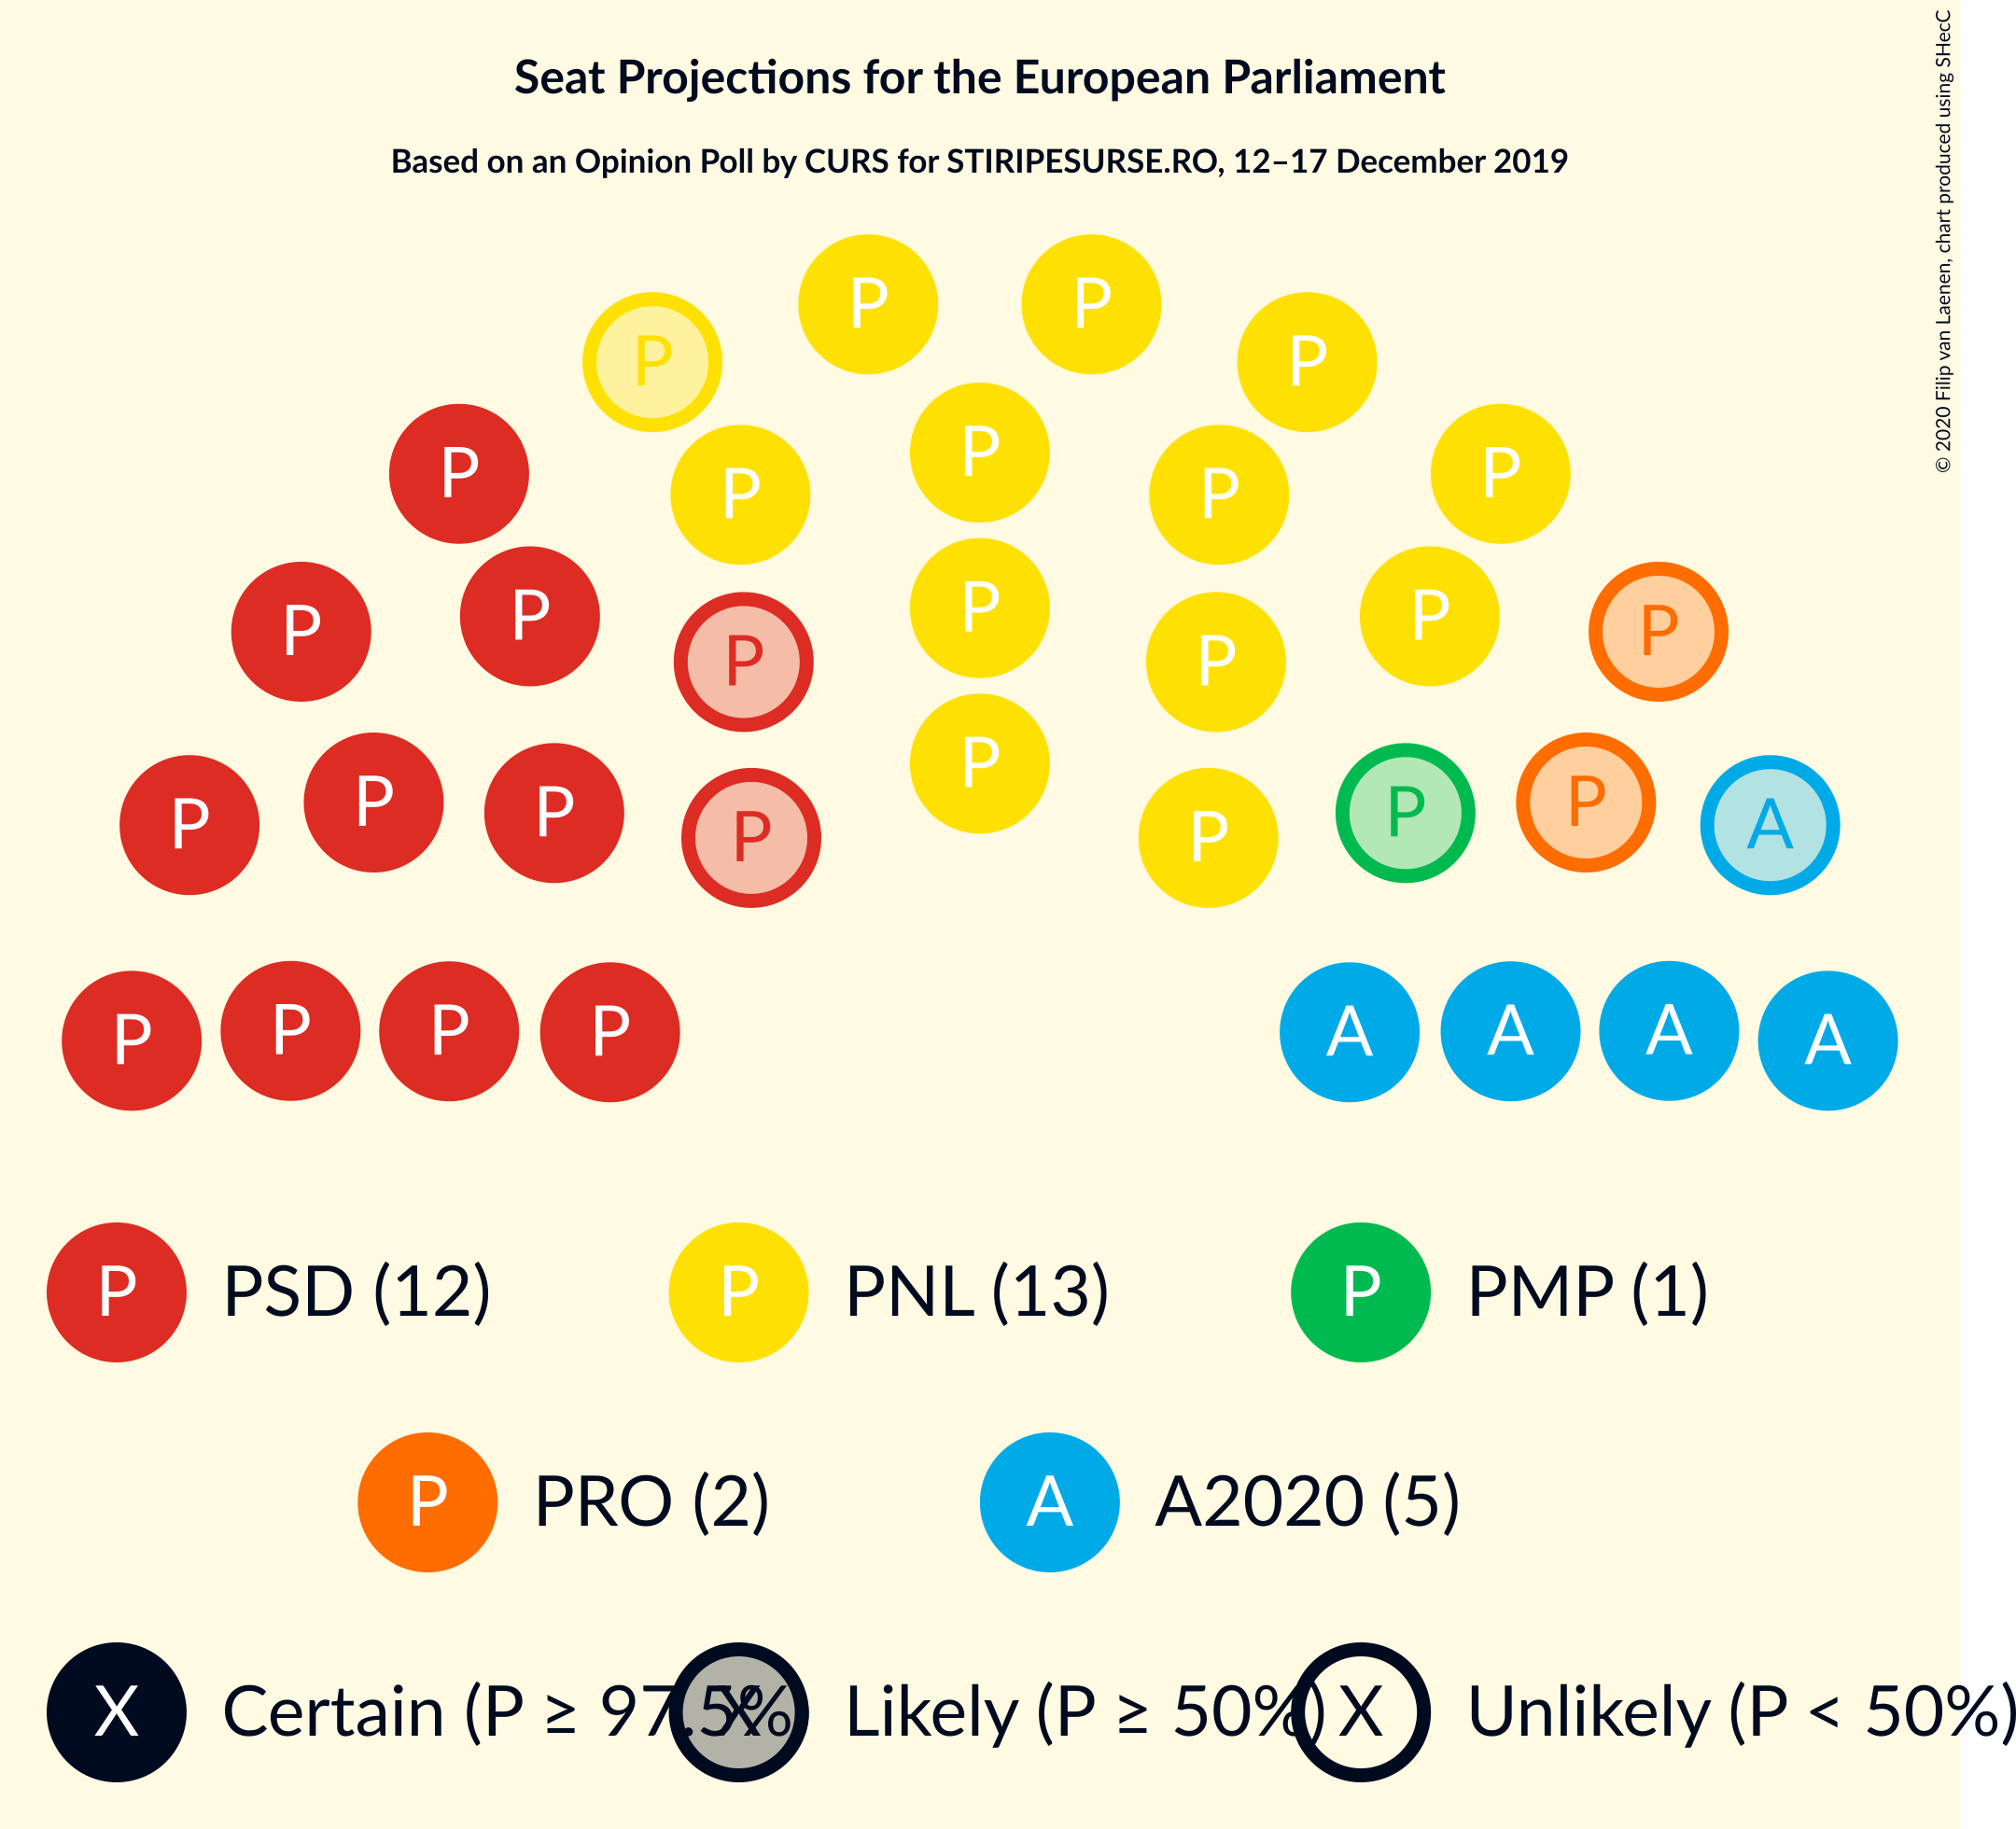 Seat Projections for the European Parliament
Based on an Opinion Poll by CURS for STIRIPESURSE.RO, 12–17 December 2019
© 2020 Filip van Laenen, chart produced using SHecC
P P
P P
P
P P
P P
P
P P
P P P
P P
P
P P
P P P A
P P
P P P P A A A A
P PSD (12) P PNL (13) P PMP (1)
P PRO (2) A A2020 (5)
X Certain (P ≥ 97.5% X Likely (P ≥ 50%) X Unlikely (P < 50%)